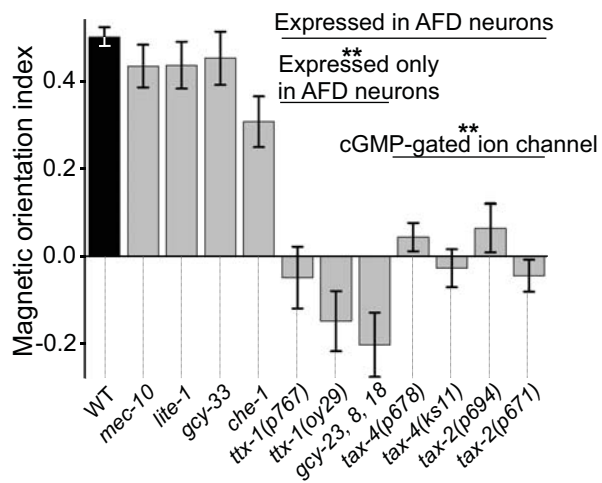 Expressed in AFD neurons
**
Expressed only
in AFD neurons
**
cGMP-gated ion channel
Magnetic orientation index
0.4
0.2
0.0
-0.2
WT
mec-10
lite-1
gcy-33
che-1
ttx-1(p767)
ttx-1(oy29)
gcy-23, 8, 18
tax-4(p678)
tax-4(ks11)
tax-2(p694)
tax-2(p671)